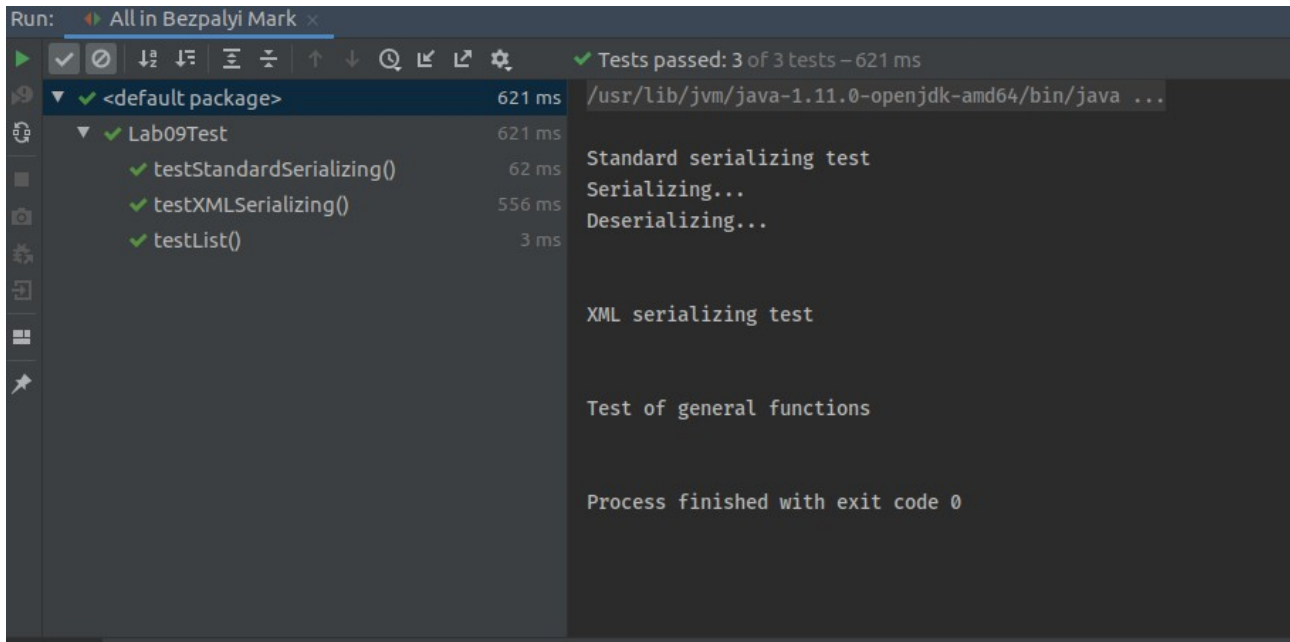 Run: All in Bezpalyi Mark ×
Tests passed: 3 of 3 tests – 621 ms
<default package> 621 ms
Lab09Test 621 ms
testStandardSerializing() 62 ms
testXMLSerializing() 556 ms
testList() 3 ms
/usr/lib/jvm/java-1.11.0-openjdk-amd64/bin/java ...
Standard serializing test
Serializing...
Deserializing...
XML serializing test
Test of general functions
Process finished with exit code 0